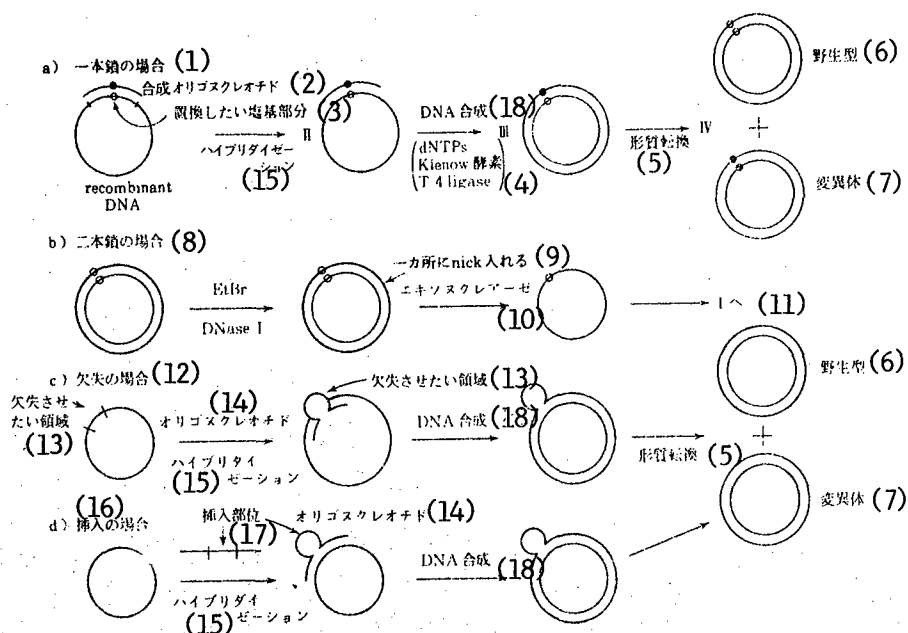 a) 一本鎖の場合 (1)
合成オリゴヌクレオチド (2)
置換したい塩基部分 (3)
ハイブリダイゼー
ション
(15)
recombinant
DNA
II
DNA 合成 (18)
dNTPs
Klenow 酵素
T 4 ligase
(4)
III
形質転換
(5)
IV
野生型 (6)
+
変異体 (7)
b) 二本鎖の場合 (8)
EtBr
DNase I
一カ所にnick 入れる (9)
エキソヌクレアーゼ
(10)
I へ (11)
c) 欠失の場合 (12)
欠失させ
たい領域
(13)
(14)
オリゴヌクレオチド
ハイブリダイ
(15) ゼーション
欠失させたい領域 (13)
DNA 合成 (18)
形質転換 (5)
野生型 (6)
+
変異体 (7)
(16)
d) 挿入の場合
挿入部位
(17)
オリゴヌクレオチド (14)
ハイブリダイ
(15) ゼーション
DNA 合成 (18)